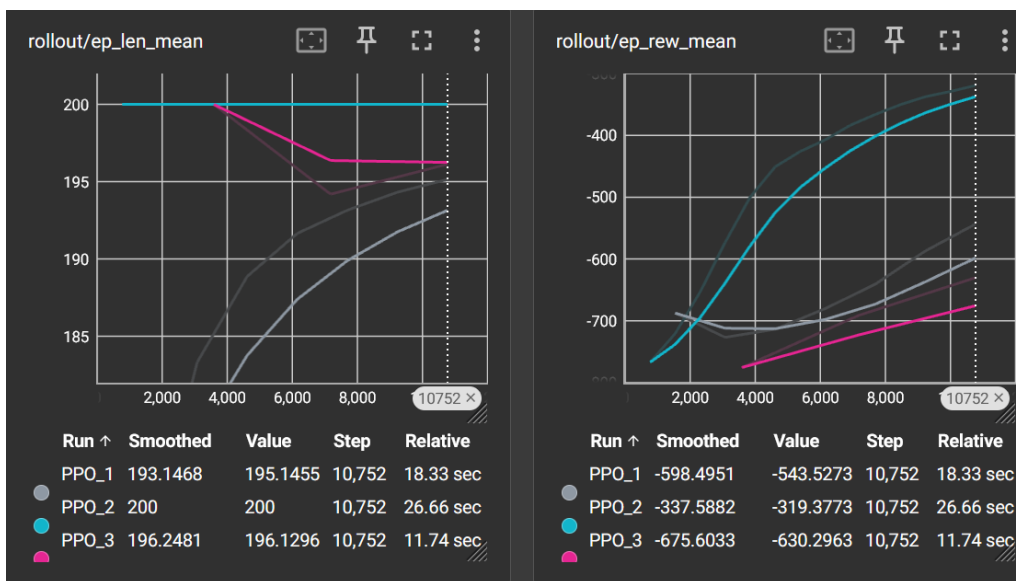 rollout/ep_len_mean
200
195
190
185
2,000 4,000 6,000 8,000 10752 ×
Run ↑ Smoothed Value Step Relative
PPO_1 193.1468 195.1455 10,752 18.33 sec
PPO_2 200 200 10,752 26.66 sec
PPO_3 196.2481 196.1296 10,752 11.74 sec
rollout/ep_rew_mean
-400
-500
-600
-700
2,000 4,000 6,000 8,000 10752 ×
Run ↑ Smoothed Value Step Relative
PPO_1 -598.4951 -543.5273 10,752 18.33 sec
PPO_2 -337.5882 -319.3773 10,752 26.66 sec
PPO_3 -675.6033 -630.2963 10,752 11.74 sec